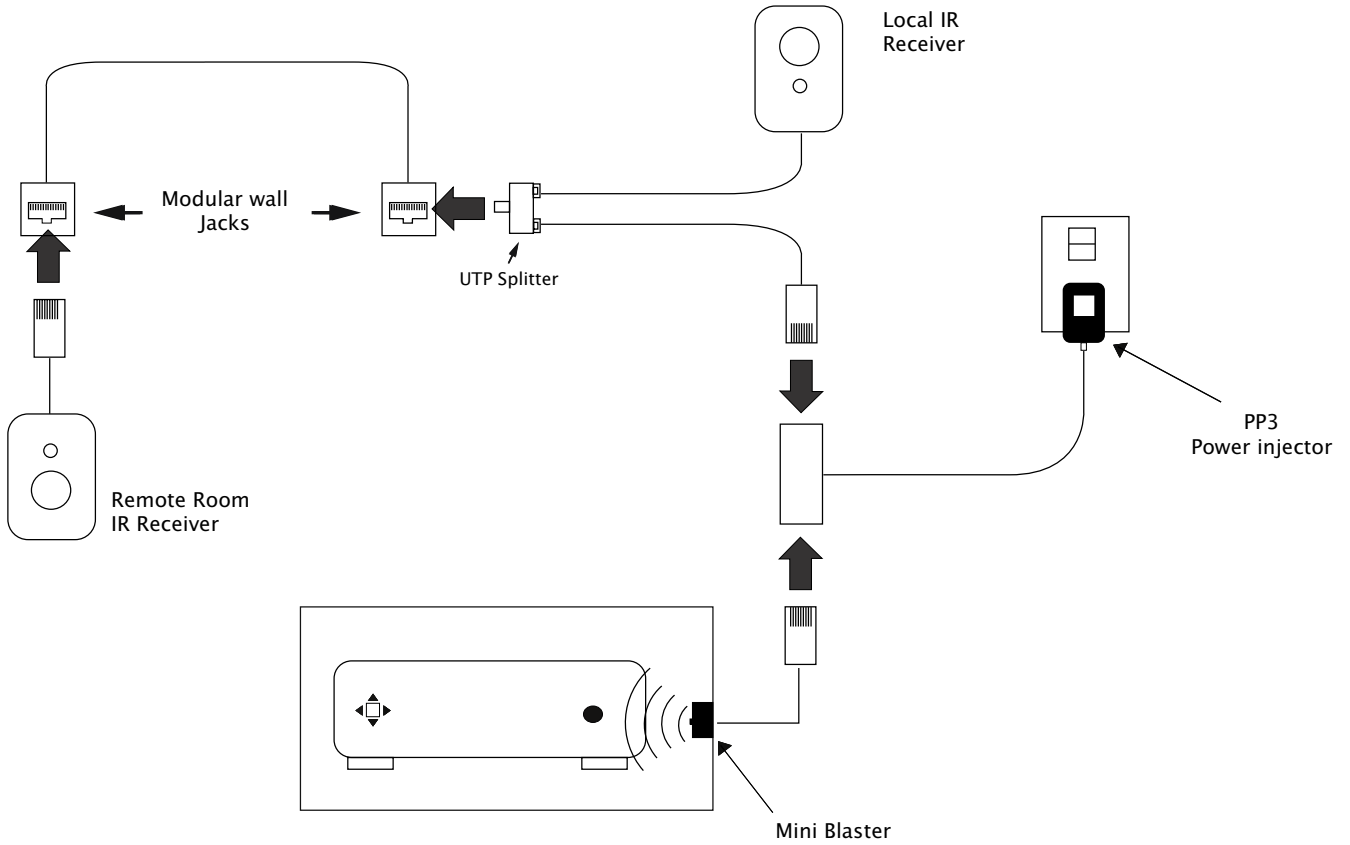 Local IR
Receiver
Modular wall
Jacks
UTP Splitter
PP3
Power injector
Remote Room
IR Receiver
Mini Blaster